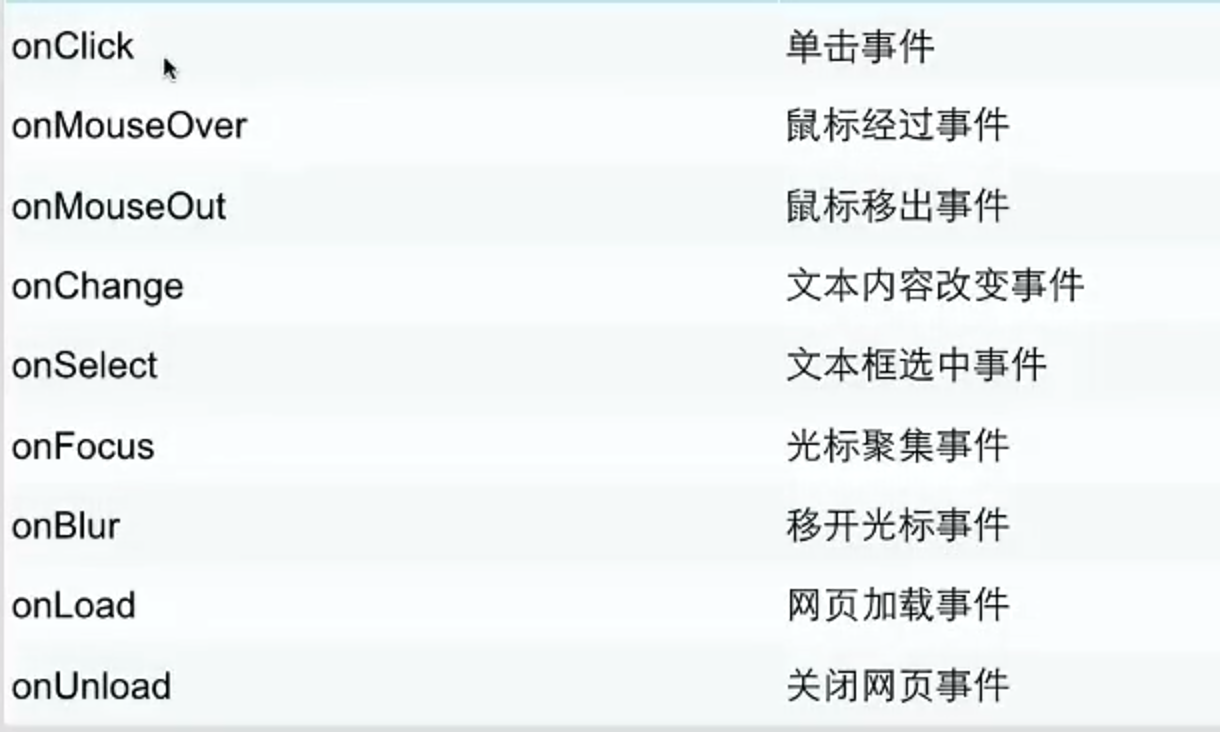 onClick 单击事件
onMouseOver 鼠标经过事件
onMouseOut 鼠标移出事件
onChange 文本内容改变事件
onSelect 文本框选中事件
onFocus 光标聚集事件
onBlur 移开光标事件
onLoad 网页加载事件
onUnload 关闭网页事件